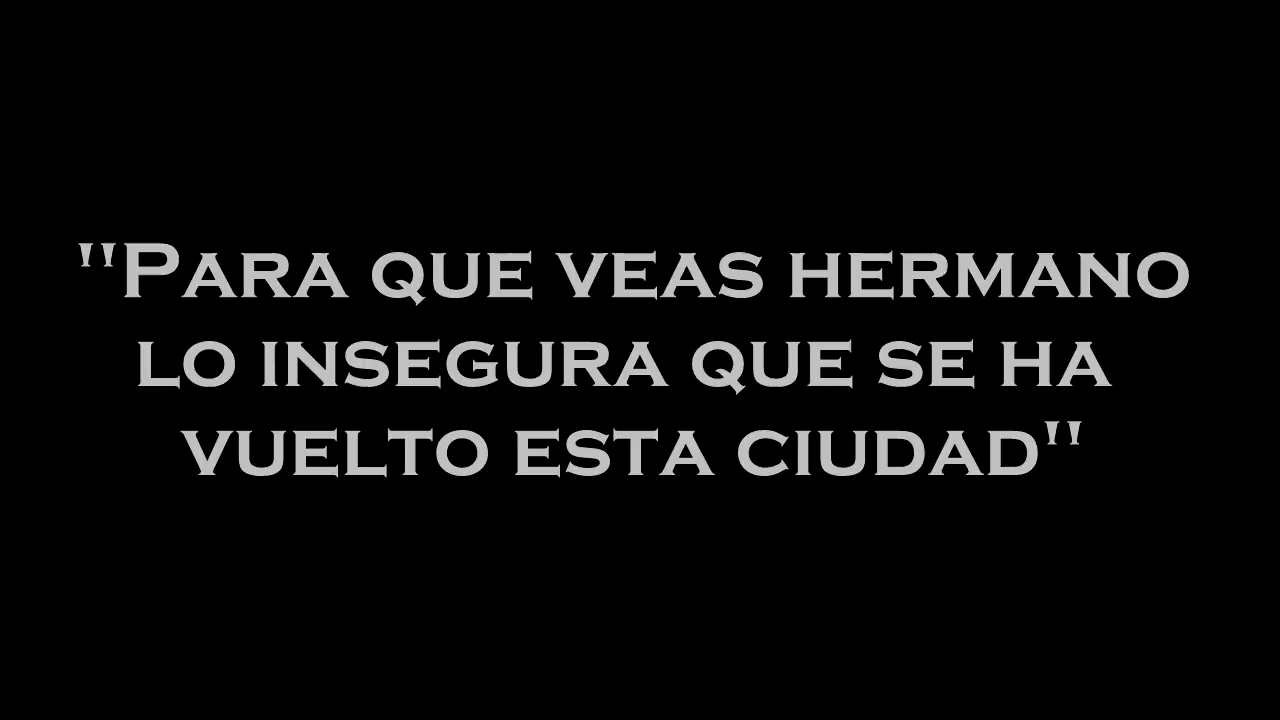 "Para que veas hermano
lo insegura que se ha
vuelto esta ciudad"